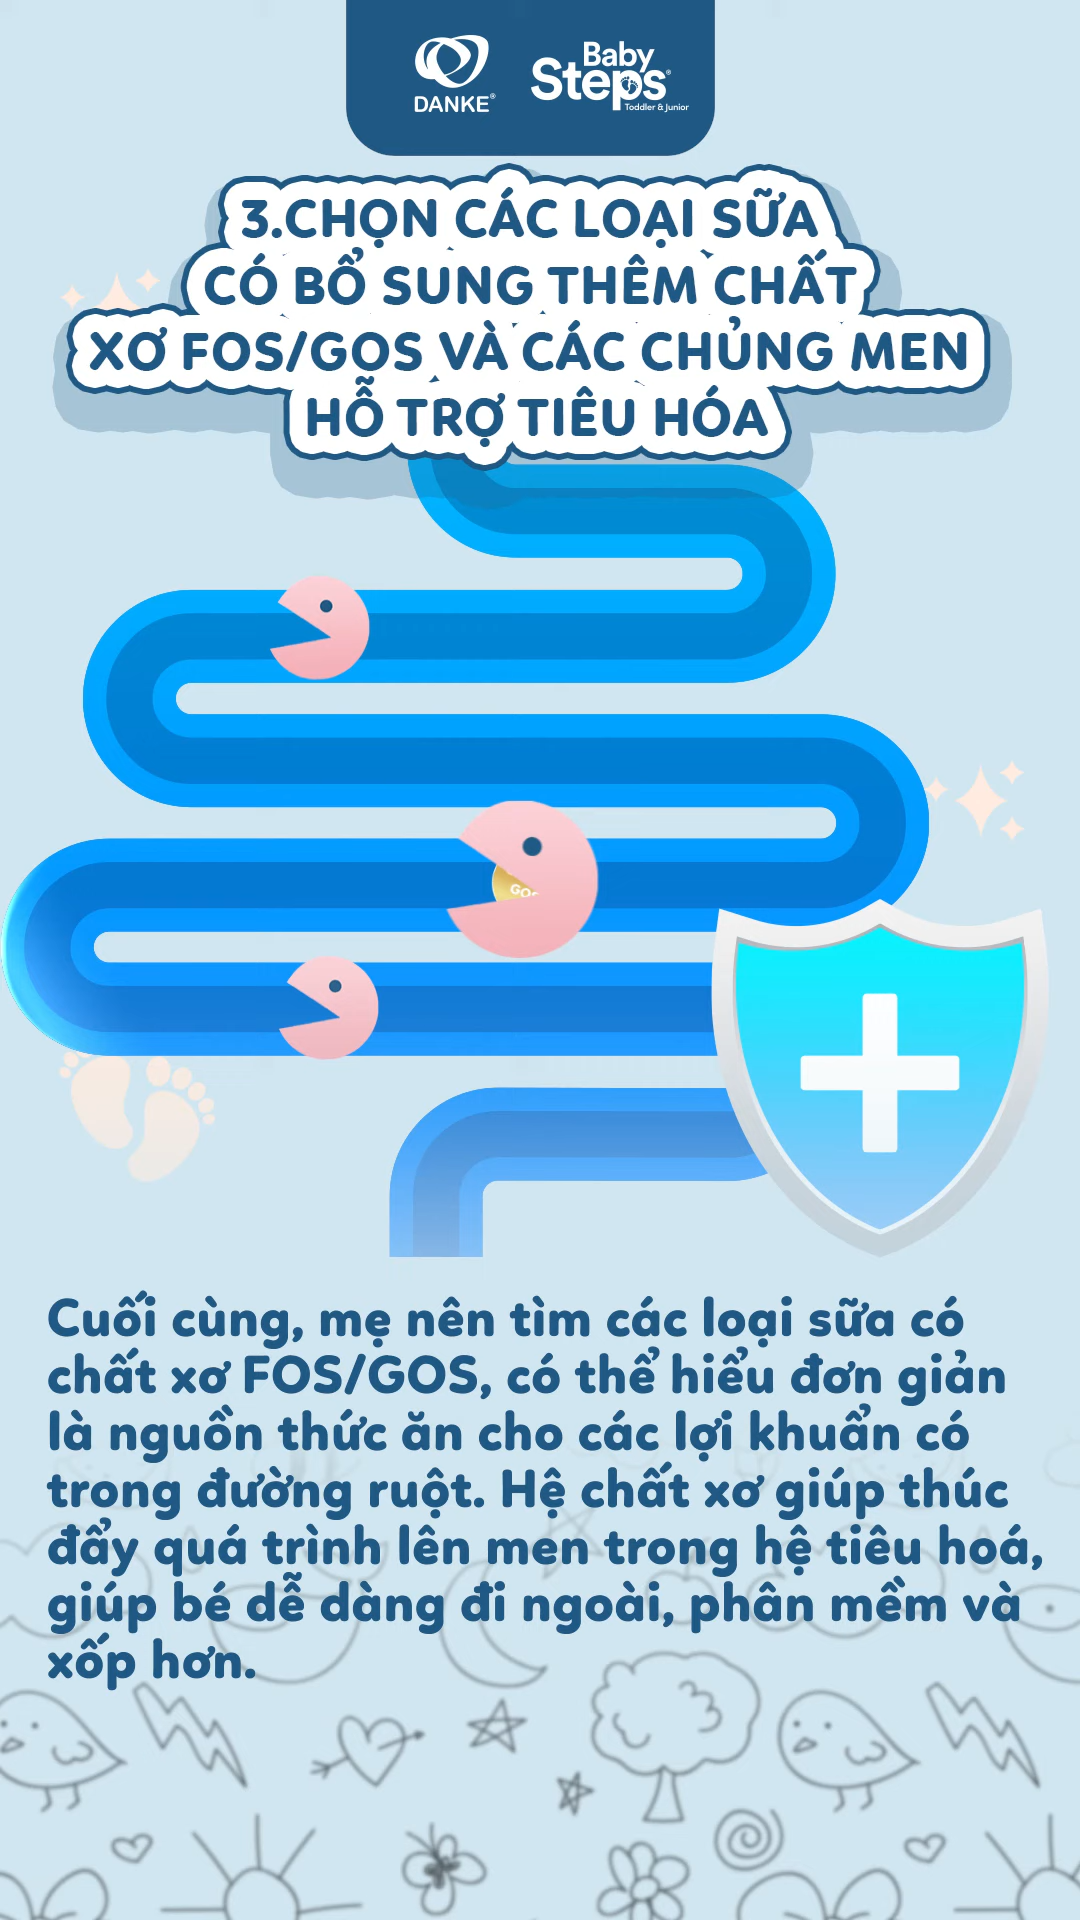 DANKE®
Baby
Steps®
Toddler & Junior
3.CHỌN CÁC LOẠI SỮA
CÓ BỔ SUNG THÊM CHẤT
XƠ FOS/GOS VÀ CÁC CHỦNG MEN
HỖ TRỢ TIÊU HÓA
Cuối cùng, mẹ nên tìm các loại sữa có
chất xơ FOS/GOS, có thể hiểu đơn giản
là nguồn thức ăn cho các lợi khuẩn có
trong đường ruột. Hệ chất xơ giúp thúc
đẩy quá trình lên men trong hệ tiêu hoá,
giúp bé dễ dàng đi ngoài, phân mềm và
xốp hơn.